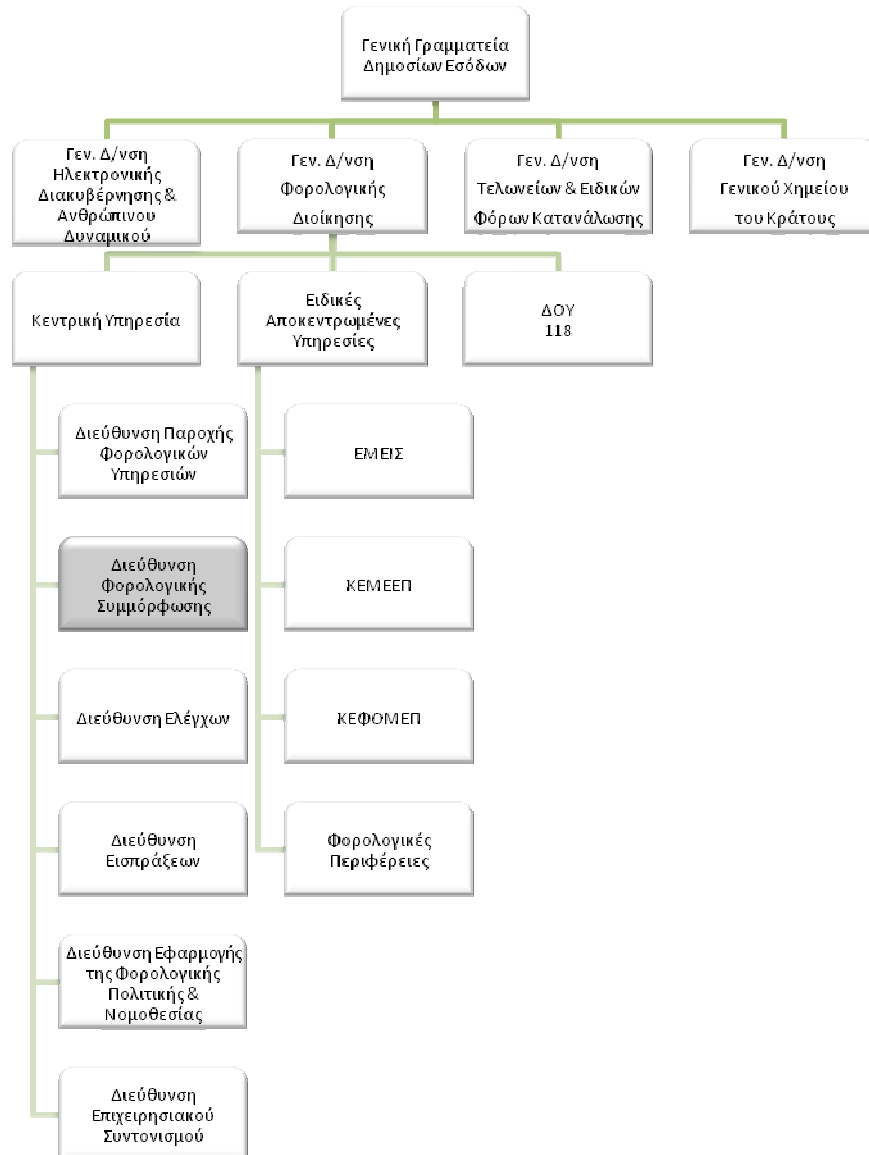 Γενική Γραμματεία
Δημοσίων Εσόδων
Γεν. Δ/νση
Ηλεκτρονικής
Διακυβέρνησης &
Ανθρώπινου
Δυναμικού
Γεν. Δ/νση
Φορολογικής
Διοίκησης
Γεν. Δ/νση
Τελωνείων & Ειδικών
Φόρων Κατανάλωσης
Γεν. Δ/νση
Γενικού Χημείου
του Κράτους
Κεντρική Υπηρεσία
Ειδικές
Αποκεντρωμένες
Υπηρεσίες
ΔΟΥ
118
Διεύθυνση Παροχής
Φορολογικών
Υπηρεσιών
Διεύθυνση
Φορολογικής
Συμμόρφωσης
Διεύθυνση Ελέγχων
Διεύθυνση
Εισπράξεων
Διεύθυνση Εφαρμογής
της Φορολογικής
Πολιτικής &
Νομοθεσίας
Διεύθυνση
Επιχειρησιακού
Συντονισμού
ΕΜΕΙΣ
ΚΕΜΕΕΠ
ΚΕΦΟΜΕΠ
Φορολογικές
Περιφέρειες